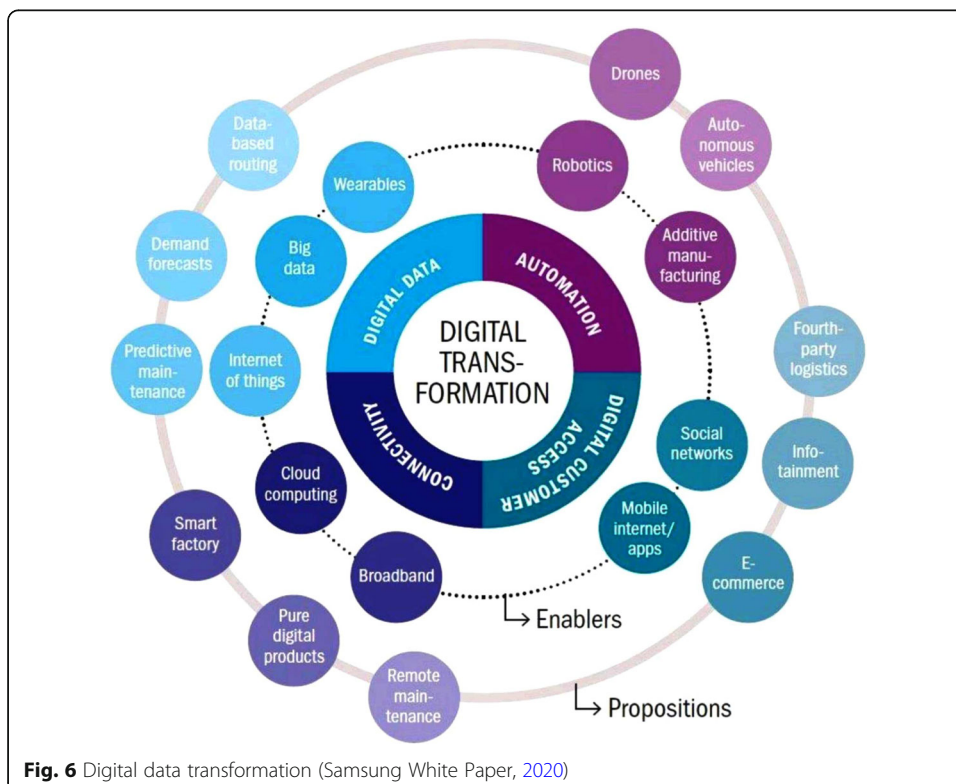 Drones
Auto-
nomous
vehicles
Data-
based
routing
Wearables
Robotics
Demand
forecasts
Big
data
DIGITAL DATA
AUTOMATION
Additive
manu-
facturing
DIGITAL
TRANS-
FORMATION
Predictive
main-
tenance
Internet
of things
Fourth-
party
logistics
CONNECTIVITY
DIGITAL CUSTOMER
ACCESS
Social
networks
Info-
tainment
Cloud
computing
Mobile
internet/
apps
Smart
factory
Broadband
E-
commerce
Enablers
Pure
digital
products
Remote
main-
tenance
Propositions
Fig. 6 Digital data transformation (Samsung White Paper, 2020)